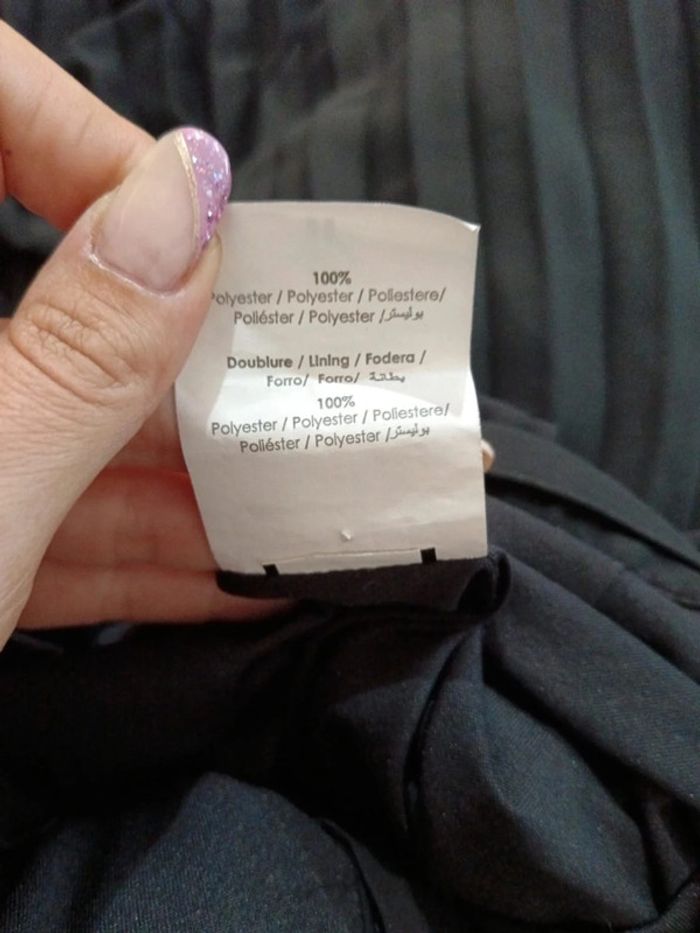 100%
Polyester / Polyester / Poliestere/
Poliéster / Polyester /بوليستر
Doublure / Lining / Fodera /
Forro/ Forro/ بطانة
100%
Polyester / Polyester / Poliestere/
Poliéster / Polyester /بوليستر